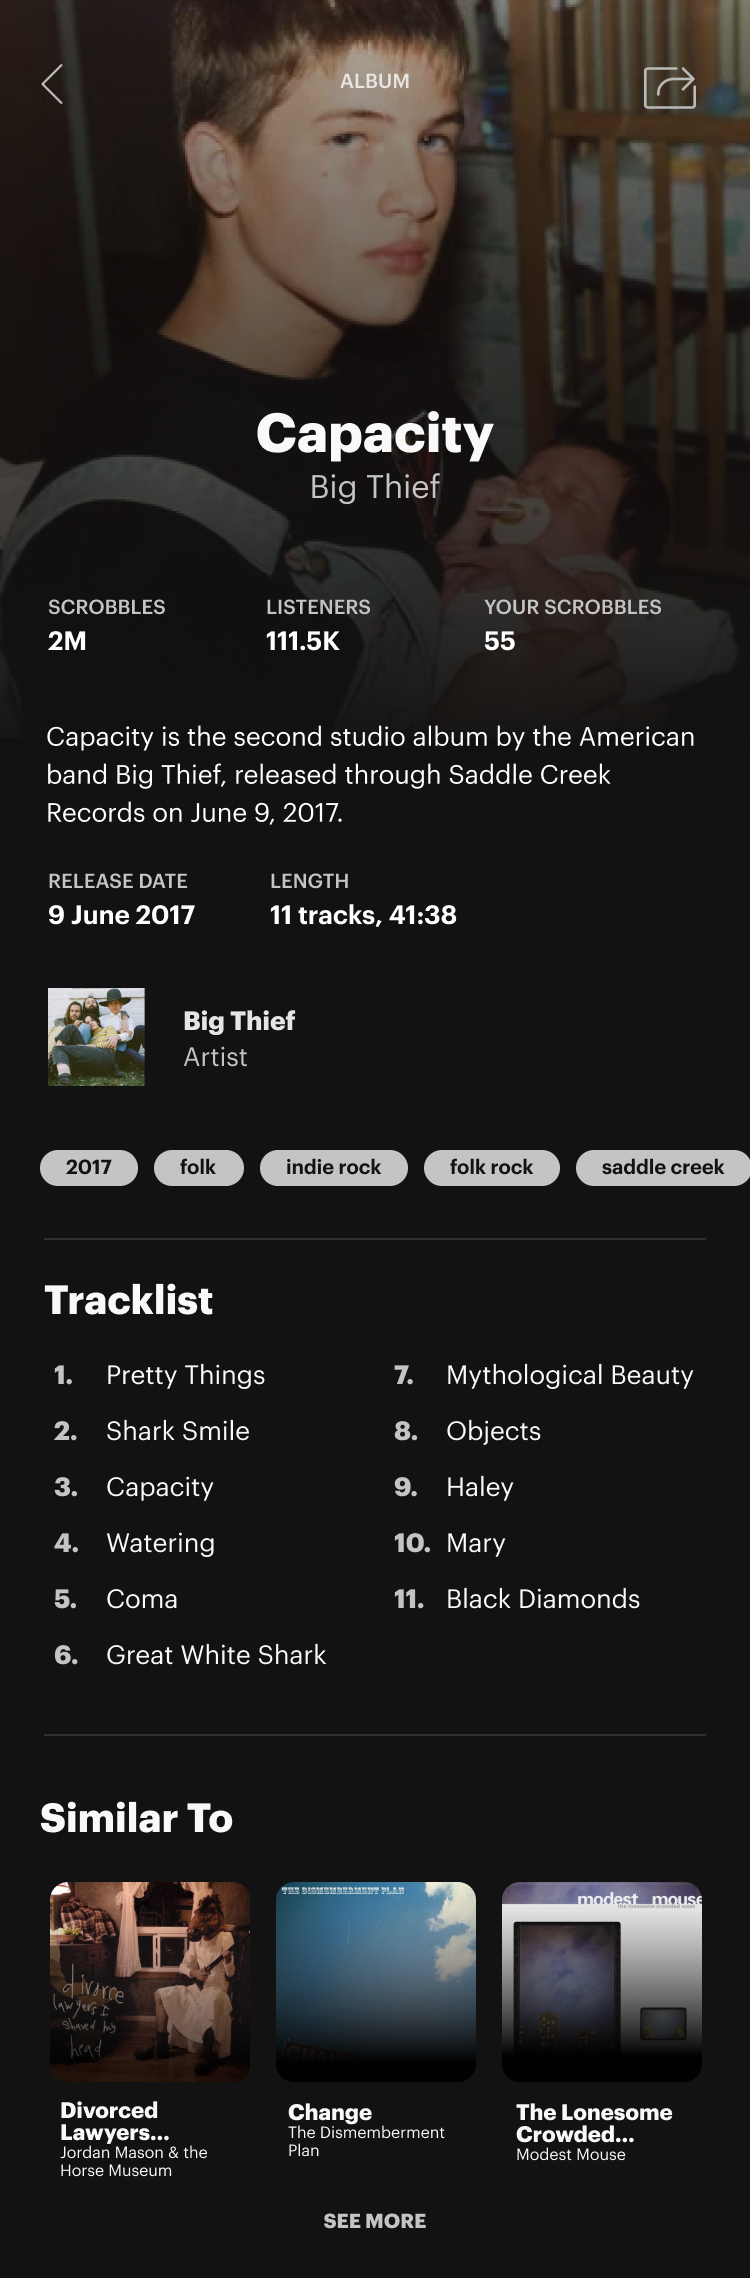 ALBUM
Capacity
Big Thief
SCROBBLES
LISTENERS
YOUR SCROBBLES
2M
111.5K
55
Capacity is the second studio album by the American
band Big Thief, released through Saddle Creek
Records on June 9, 2017.
RELEASE DATE
LENGTH
9 June 2017
11 tracks, 41:38
Big Thief
Artist
2017
folk
indie rock
folk rock
saddle creek
Tracklist
1. Pretty Things
2. Shark Smile
3. Capacity
4. Watering
5. Coma
6. Great White Shark
7. Mythological Beauty
8. Objects
9. Haley
10. Mary
11. Black Diamonds
Similar To
divorce
lawyers I
shaved my
head
THE DISMEMBERMENT PLAN
CHANGE
modest mouse
the lonesome crowded west
Divorced
Lawyers...
Jordan Mason & the
Horse Museum
Change
The Dismemberment
Plan
The Lonesome
Crowded...
Modest Mouse
SEE MORE